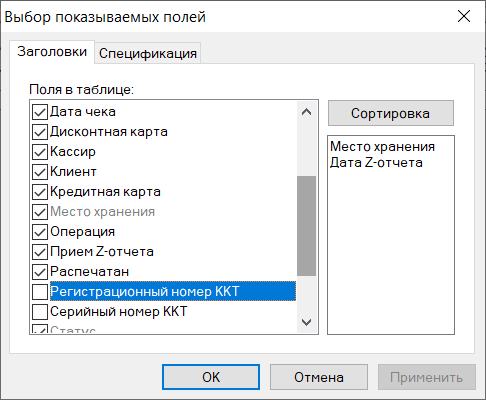 Выбор показываемых полей
Заголовки
Спецификация
Поля в таблице:
Дата чека
Дисконтная карта
Кассир
Клиент
Кредитная карта
Место хранения
Операция
Прием Z-отчета
Распечатан
Регистрационный номер ККТ
Серийный номер ККТ
Статус
Сортировка
Место хранения
Дата Z-отчета
OK
Отмена
Применить